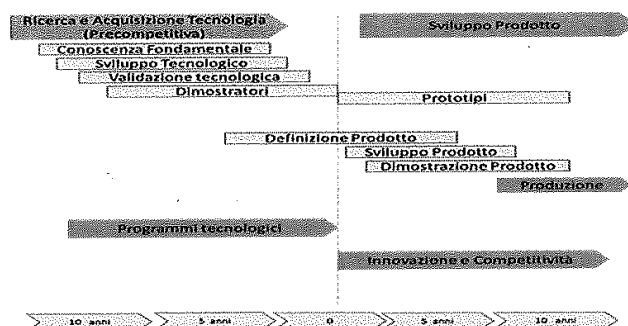 Ricerca e Acquisizione Tecnologia
(Precompetitiva)
Sviluppo Prodotto
Conoscenza Fondamentale
Sviluppo Tecnologico
Validazione tecnologica
Dimostratori
Prototipi
Definizione Prodotto
Sviluppo Prodotto
Dimostrazione Prodotto
Produzione
Programmi tecnologici
Innovazione e Competitività
10 anni
5 anni
0
5 anni
10 anni